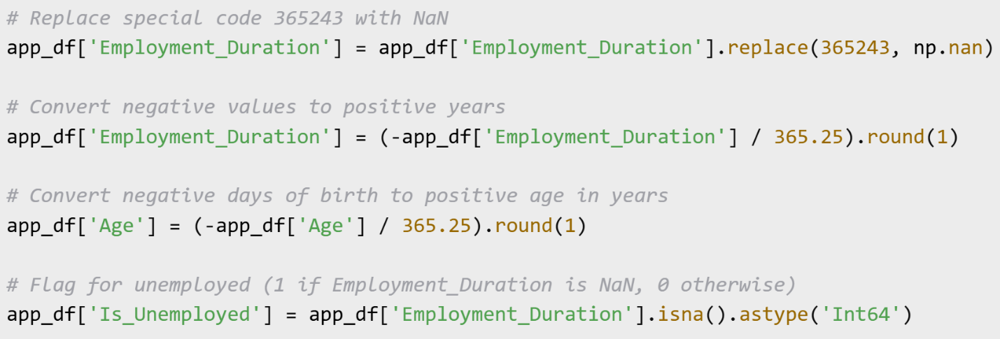 # Replace special code 365243 with NaN
app_df['Employment_Duration'] = app_df['Employment_Duration'].replace(365243, np.nan)
# Convert negative values to positive years
app_df['Employment_Duration'] = (-app_df['Employment_Duration'] / 365.25).round(1)
# Convert negative days of birth to positive age in years
app_df['Age'] = (-app_df['Age'] / 365.25).round(1)
# Flag for unemployed (1 if Employment_Duration is NaN, 0 otherwise)
app_df['Is_Unemployed'] = app_df['Employment_Duration'].isna().astype('Int64')